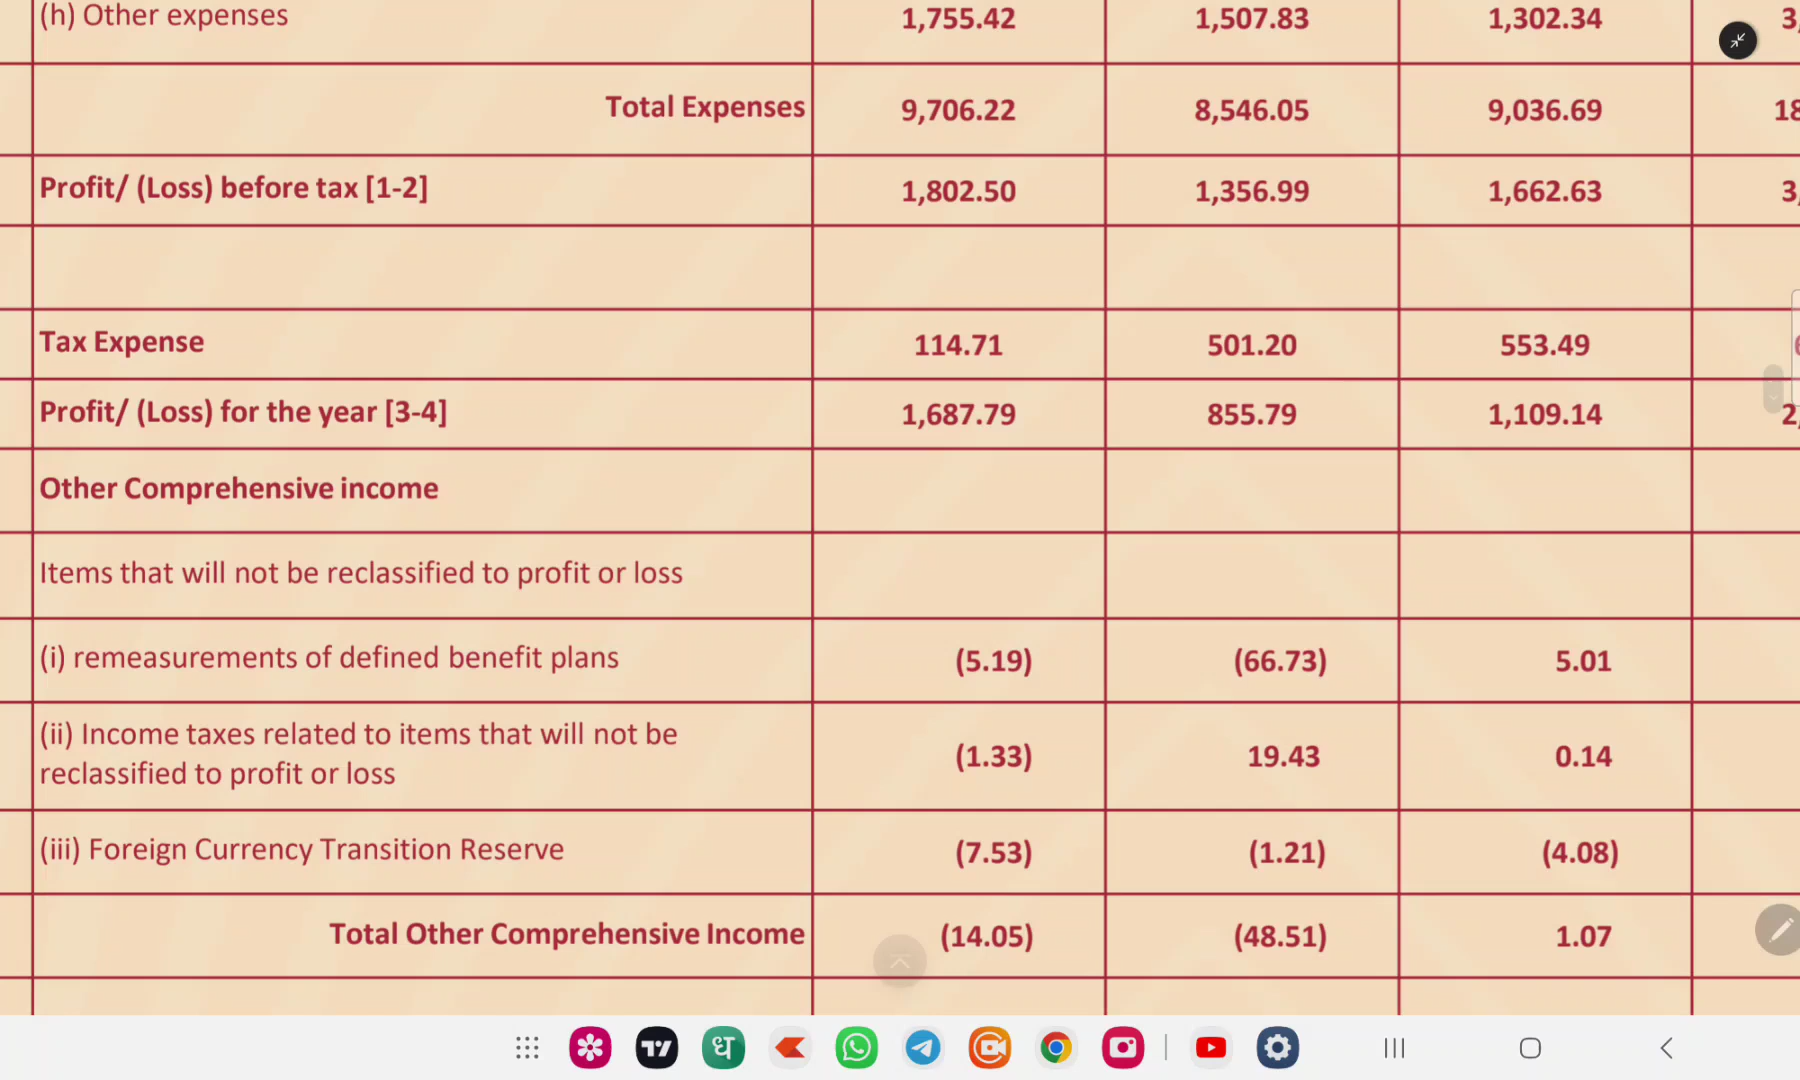 (h) Other expenses 1,755.42 1,507.83 1,302.34 3,
Total Expenses 9,706.22 8,546.05 9,036.69 18
Profit/ (Loss) before tax [1-2] 1,802.50 1,356.99 1,662.63 3,
Tax Expense 114.71 501.20 553.49 6
Profit/ (Loss) for the year [3-4] 1,687.79 855.79 1,109.14 2,
Other Comprehensive income
Items that will not be reclassified to profit or loss
(i) remeasurements of defined benefit plans (5.19) (66.73) 5.01
(ii) Income taxes related to items that will not be
reclassified to profit or loss (1.33) 19.43 0.14
(iii) Foreign Currency Transition Reserve (7.53) (1.21) (4.08)
Total Other Comprehensive Income (14.05) (48.51) 1.07
ध